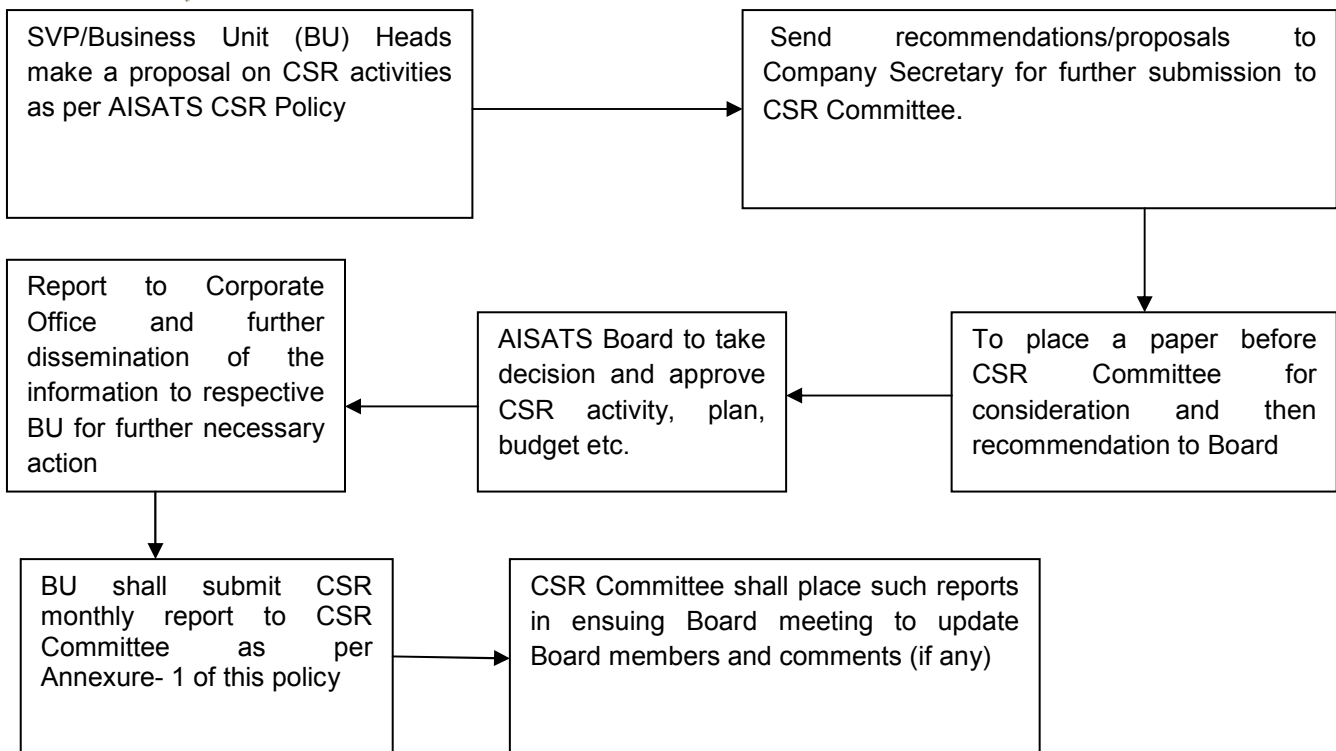 SVP/Business Unit (BU) Heads
make a proposal on CSR activities
as per AISATS CSR Policy
Send recommendations/proposals to
Company Secretary for further submission to
CSR Committee.
To place a paper before
CSR Committee for
consideration and then
recommendation to Board
AISATS Board to take
decision and approve
CSR activity, plan,
budget etc.
Report to Corporate
Office and further
dissemination of the
information to respective
BU for further necessary
action
BU shall submit CSR
monthly report to CSR
Committee as per
Annexure- 1 of this policy
CSR Committee shall place such reports
in ensuing Board meeting to update
Board members and comments (if any)